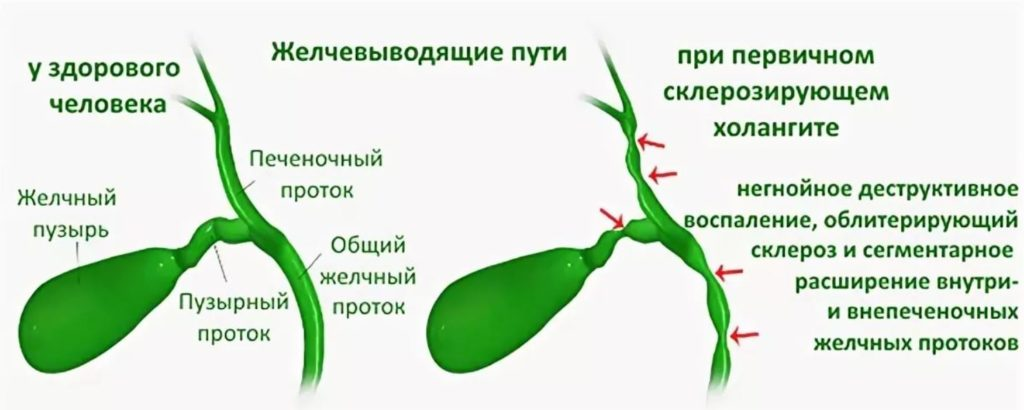 Желчевыводящие пути
у здорового
человека
Печеночный
проток
Желчный
пузырь
Общий
желчный
проток
Пузырный
проток
при первичном
склерозирующем
холангите
негнойное деструктивное
воспаление, облитерирующий
склероз и сегментарное
расширение внутри-
и внепеченочных
желчных протоков